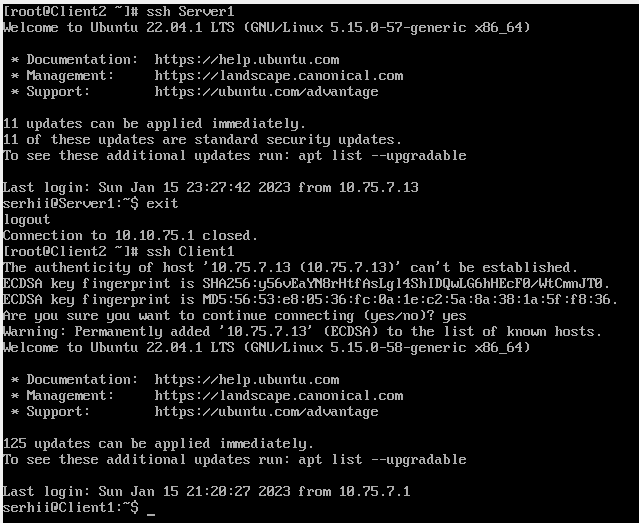 [root@Client2 ~]# ssh Server1
Welcome to Ubuntu 22.04.1 LTS (GNU/Linux 5.15.0-57-generic x86_64)
* Documentation: https://help.ubuntu.com
* Management: https://landscape.canonical.com
* Support: https://ubuntu.com/advantage
11 updates can be applied immediately.
11 of these updates are standard security updates.
To see these additional updates run: apt list --upgradable
Last login: Sun Jan 15 23:27:42 2023 from 10.75.7.13
serhii@Server1:~$ exit
logout
Connection to 10.10.75.1 closed.
[root@Client2 ~]# ssh Client1
The authenticity of host '10.75.7.13 (10.75.7.13)' can't be established.
ECDSA key fingerprint is SHA256:y56vEaYN8rHtfAsLgl4ShIDQwLG6hHEcF0/WtCmnJT0.
ECDSA key fingerprint is MD5:56:53:e8:05:36:fc:0a:1e:c2:5a:8a:38:1a:5f:f8:36.
Are you sure you want to continue connecting (yes/no)? yes
Warning: Permanently added '10.75.7.13' (ECDSA) to the list of known hosts.
Welcome to Ubuntu 22.04.1 LTS (GNU/Linux 5.15.0-58-generic x86_64)
* Documentation: https://help.ubuntu.com
* Management: https://landscape.canonical.com
* Support: https://ubuntu.com/advantage
125 updates can be applied immediately.
To see these additional updates run: apt list --upgradable
Last login: Sun Jan 15 21:20:27 2023 from 10.75.7.1
serhii@Client1:~$ _